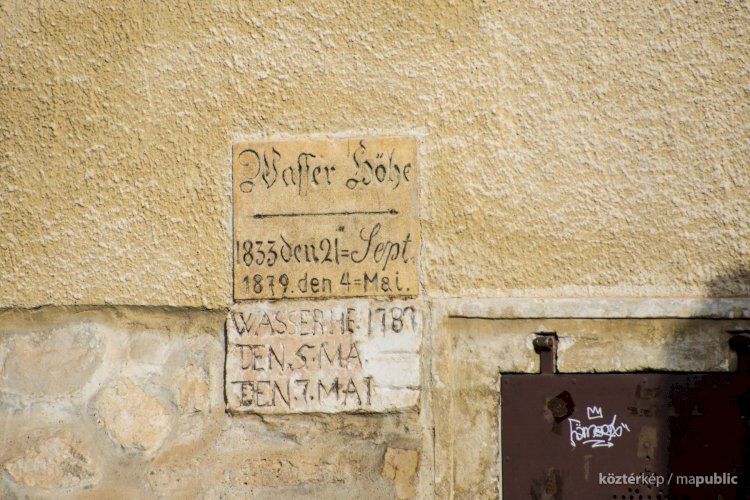 Waſſer Höhe
1833 den 21= Sept.
1879. den 4=Mai.
WASSER.HE. 1787
DEN.5.MA.
DEN.7.MAI
köztérkép / mapublic